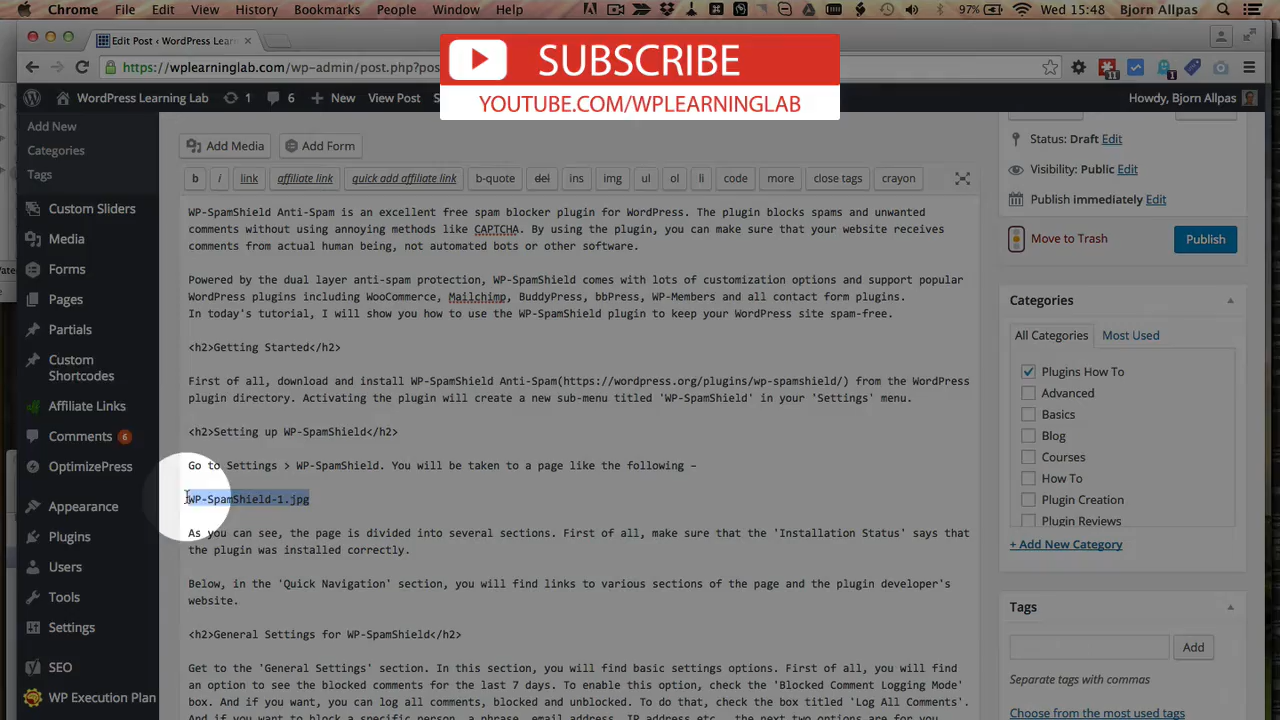 Chrome File Edit View History Bookmarks People Window Help 97% Wed 15:48 Bjorn Allpas
Edit Post ‹ WordPress Lear
SUBSCRIBE
https://wplearninglab.com/wp-admin/post.php?pos
YOUTUBE.COM/WPLEARNINGLAB
WordPress Learning Lab 1 6 New View Post Howdy, Bjorn Allpas
Add New
Categories
Tags
Custom Sliders
Media
Forms
Pages
Partials
Custom
Shortcodes
Affiliate Links
Comments 6
OptimizePress
Appearance
Plugins
Users
Tools
Settings
SEO
WP Execution Plan
Add Media Add Form
b i link affiliate link quick add affiliate link b-quote del ins img ul ol li code more close tags crayon
WP-SpamShield Anti-Spam is an excellent free spam blocker plugin for WordPress. The plugin blocks spams and unwanted
comments without using annoying methods like CAPTCHA. By using the plugin, you can make sure that your website receives
comments from actual human being, not automated bots or other software.
Powered by the dual layer anti-spam protection, WP-SpamShield comes with lots of customization options and support popular
WordPress plugins including WooCommerce, Mailchimp, BuddyPress, bbPress, WP-Members and all contact form plugins.
In today's tutorial, I will show you how to use the WP-SpamShield plugin to keep your WordPress site spam-free.
<h2>Getting Started</h2>
First of all, download and install WP-SpamShield Anti-Spam(https://wordpress.org/plugins/wp-spamshield/) from the WordPress
plugin directory. Activating the plugin will create a new sub-menu titled 'WP-SpamShield' in your 'Settings' menu.
<h2>Setting up WP-SpamShield</h2>
Go to Settings > WP-SpamShield. You will be taken to a page like the following –
WP-SpamShield-1.jpg
As you can see, the page is divided into several sections. First of all, make sure that the 'Installation Status' says that
the plugin was installed correctly.
Below, in the 'Quick Navigation' section, you will find links to various sections of the page and the plugin developer's
website.
<h2>General Settings for WP-SpamShield</h2>
Get to the 'General Settings' section. In this section, you will find basic settings options. First of all, you will find
an option to see the blocked comments for the last 7 days. To enable this option, check the 'Blocked Comment Logging Mode'
box. And if you want, you can log all comments, blocked and unblocked. To do that, check the box titled 'Log All Comments'.
And if you want to block a specific person, a phrase, email address, IP address etc., the next two options are for you.
Status: Draft Edit
Visibility: Public Edit
Publish immediately Edit
Move to Trash Publish
Categories
All Categories Most Used
Plugins How To
Advanced
Basics
Blog
Courses
How To
Plugin Creation
Plugin Reviews
+ Add New Category
Tags
Add
Separate tags with commas
Choose from the most used tags